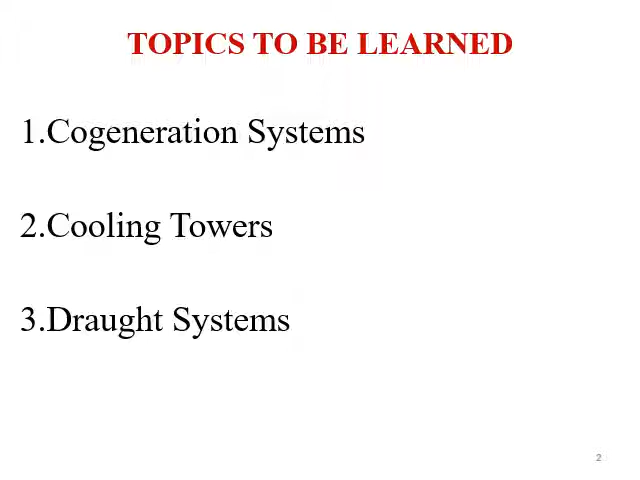 TOPICS TO BE LEARNED
1.Cogeneration Systems
2.Cooling Towers
3.Draught Systems
2